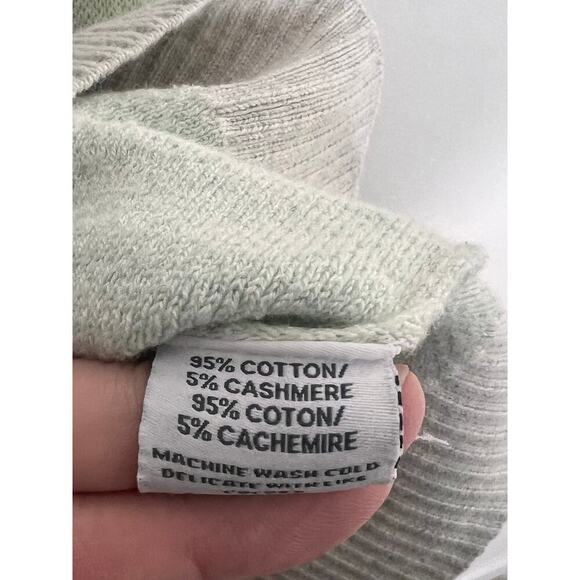 95% COTTON/
5% CASHMERE
95% COTON/
5% CACHEMIRE
MACHINE WASH COLD
DELICATE WITH LIKE